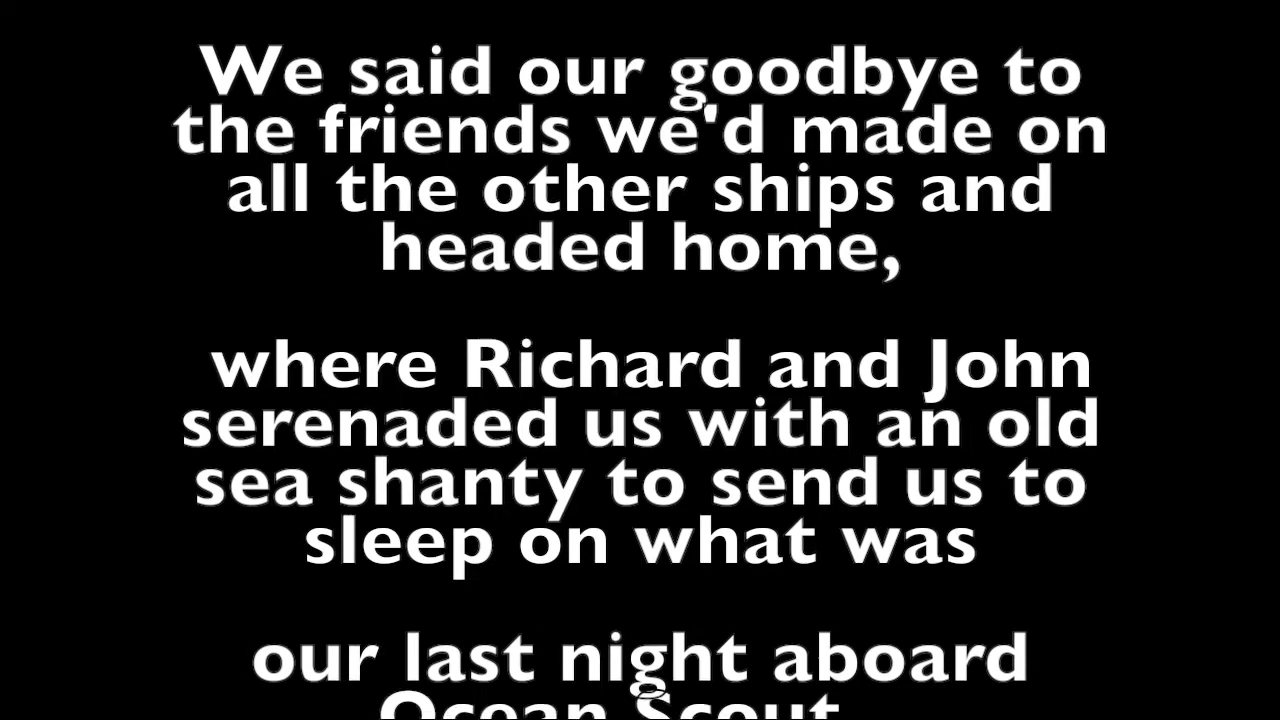 We said our goodbye to
the friends we'd made on
all the other ships and
headed home,
where Richard and John
serenaded us with an old
sea shanty to send us to
sleep on what was
our last night aboard
Ocean Scout